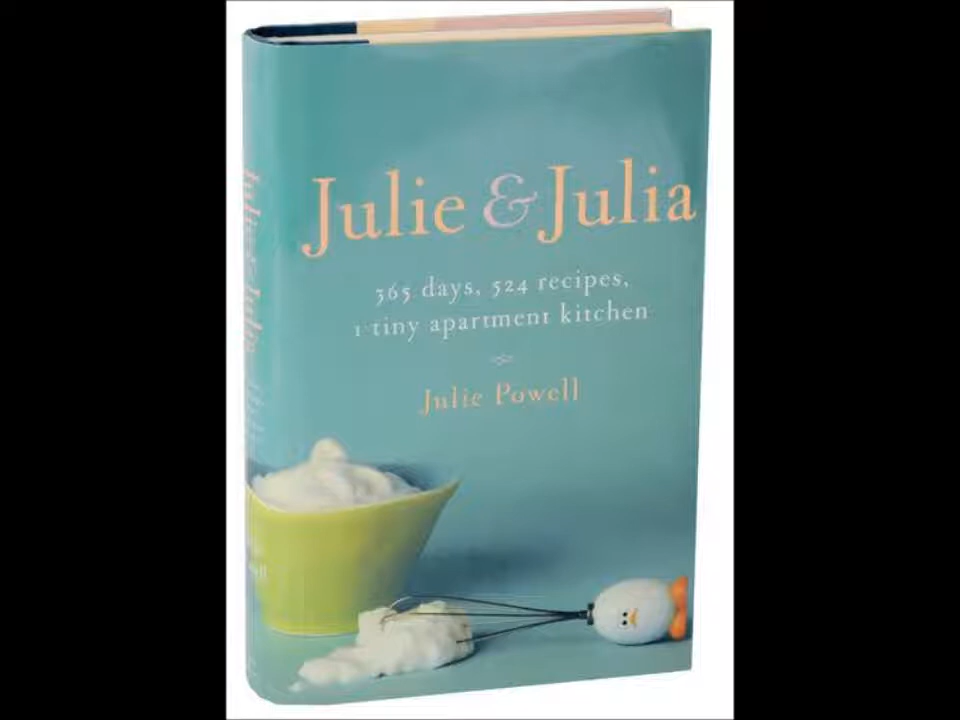 Julie & Julia
365 days, 524 recipes,
1 tiny apartment kitchen
Julie Powell